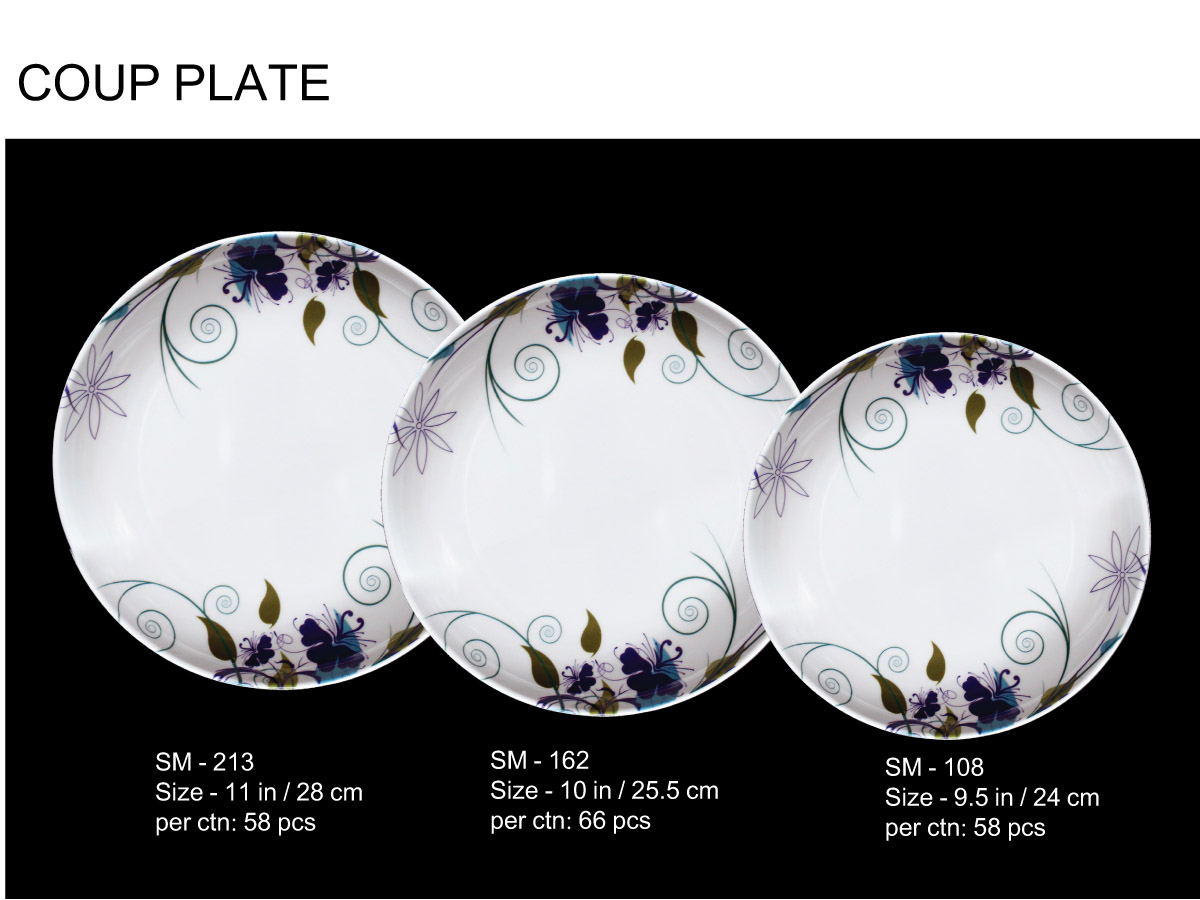 COUP PLATE
SM - 213
Size - 11 in / 28 cm
per ctn: 58 pcs
SM - 162
Size - 10 in / 25.5 cm
per ctn: 66 pcs
SM - 108
Size - 9.5 in / 24 cm
per ctn: 58 pcs